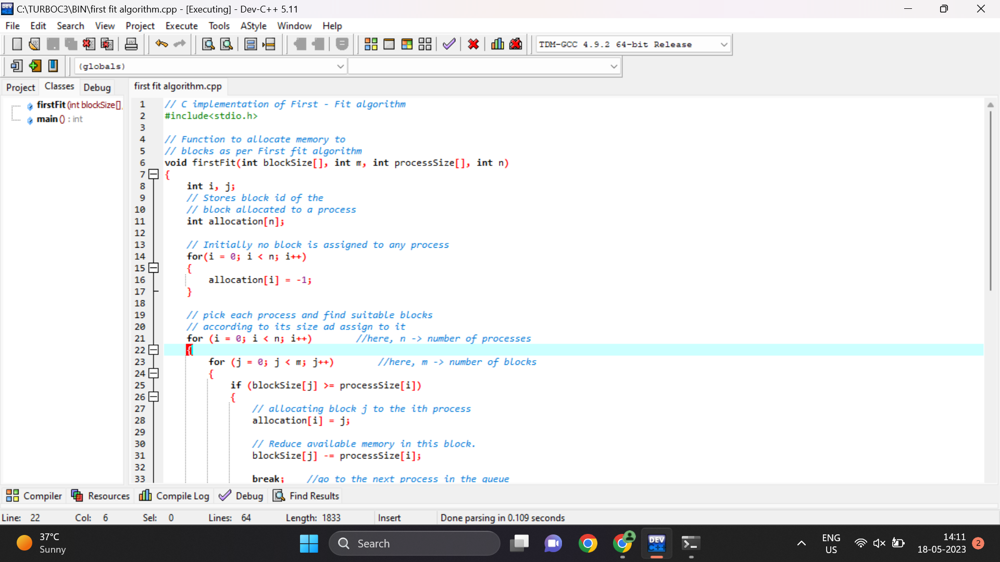 C:\TURBOC3\BIN\first fit algorithm.cpp - [Executing] - Dev-C++ 5.11
File Edit Search View Project Execute Tools AStyle Window Help
TDM-GCC 4.9.2 64-bit Release
(globals)
Project Classes Debug
first fit algorithm.cpp
firstFit (int blockSize[],
main () : int
1 // C implementation of First - Fit algorithm
2 #include<stdio.h>
3
4 // Function to allocate memory to
5 // blocks as per First fit algorithm
6 void firstFit(int blockSize[], int m, int processSize[], int n)
7 {
8 int i, j;
9 // Stores block id of the
10 // block allocated to a process
11 int allocation[n];
12
13 // Initially no block is assigned to any process
14 for(i = 0; i < n; i++)
15 {
16 allocation[i] = -1;
17 }
18
19 // pick each process and find suitable blocks
20 // according to its size ad assign to it
21 for (i = 0; i < n; i++) //here, n -> number of processes
22 {
23 for (j = 0; j < m; j++) //here, m -> number of blocks
24 {
25 if (blockSize[j] >= processSize[i])
26 {
27 // allocating block j to the ith process
28 allocation[i] = j;
29
30 // Reduce available memory in this block.
31 blockSize[j] -= processSize[i];
32
33 break; //go to the next process in the queue
Compiler Resources Compile Log Debug Find Results
Line: 22 Col: 6 Sel: 0 Lines: 64 Length: 1833 Insert Done parsing in 0.109 seconds
37°C
Sunny
Search
DEV
C++
ENG
US
14:11
18-05-2023
2